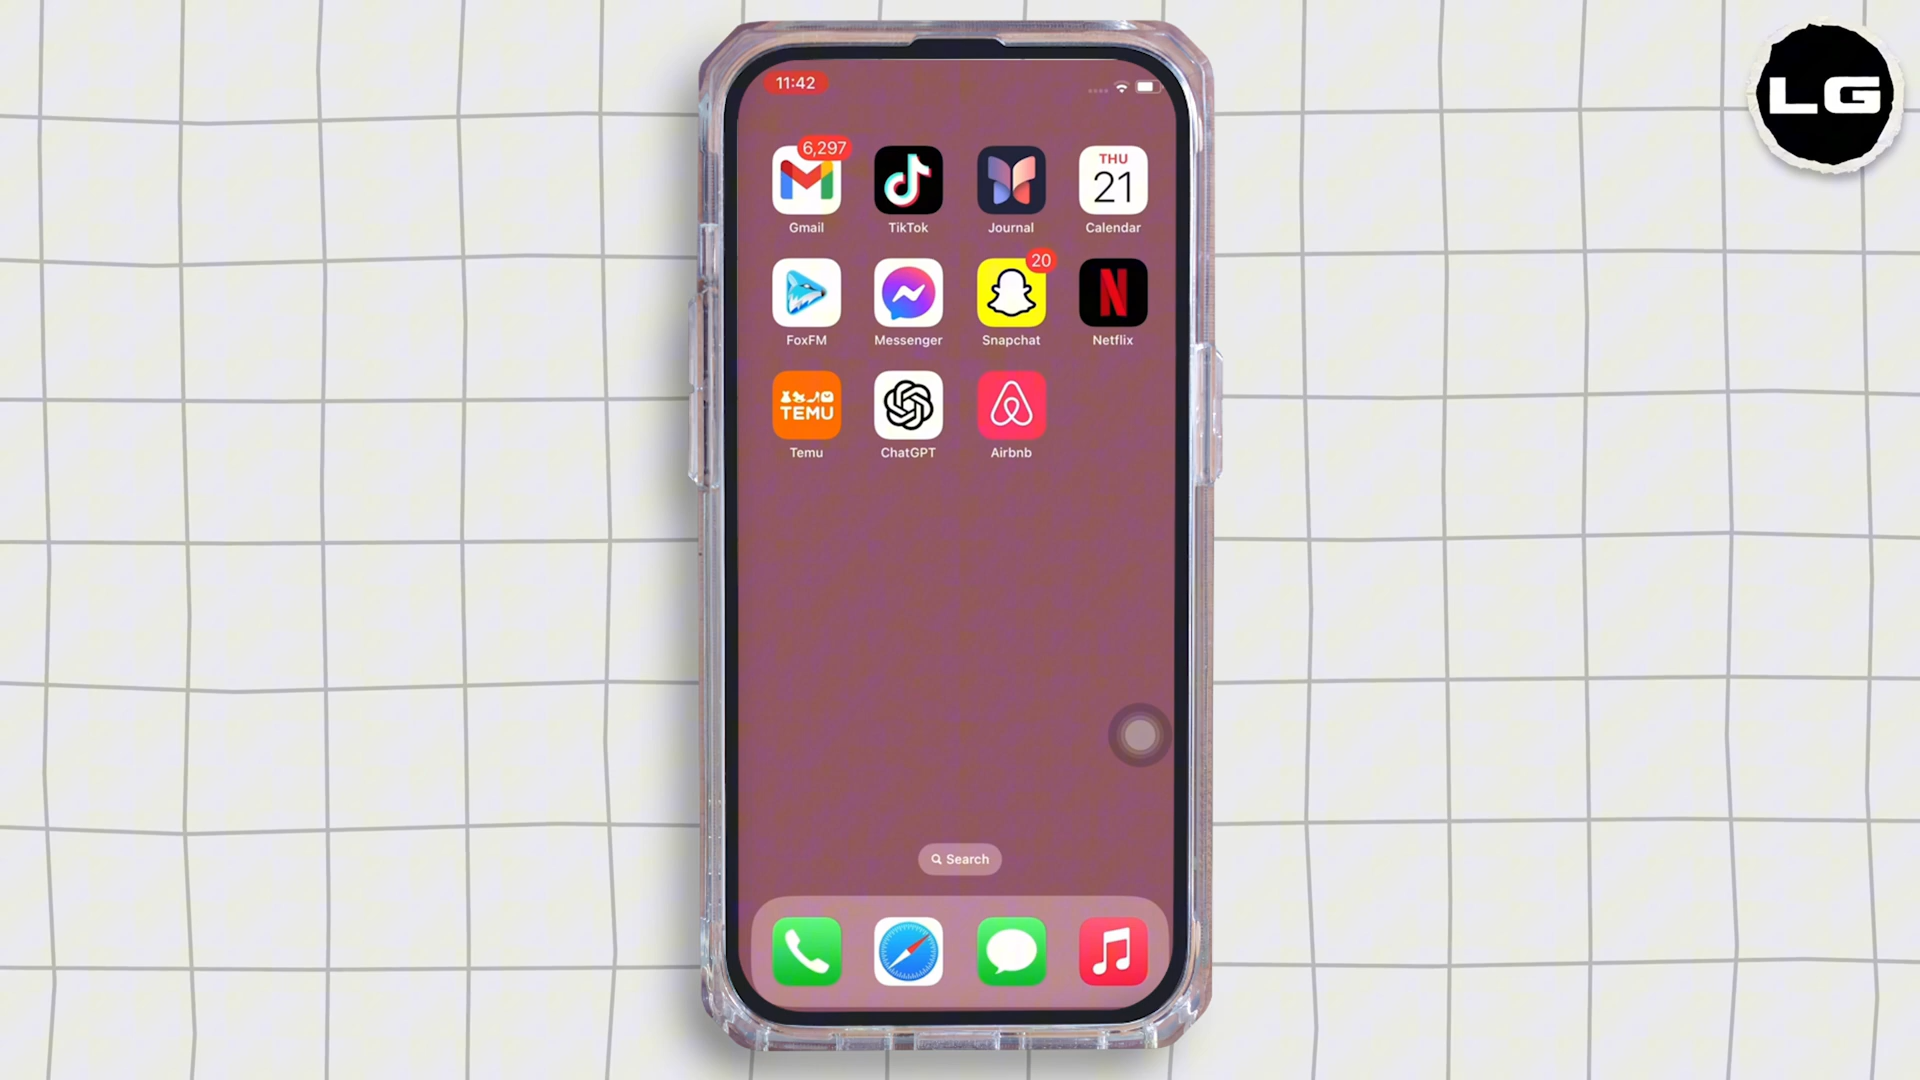 LG
11:42
6,297
THU
21
Gmail
TikTok
Journal
Calendar
20
FoxFM
Messenger
Snapchat
Netflix
TEMU
Temu
ChatGPT
Airbnb
Search